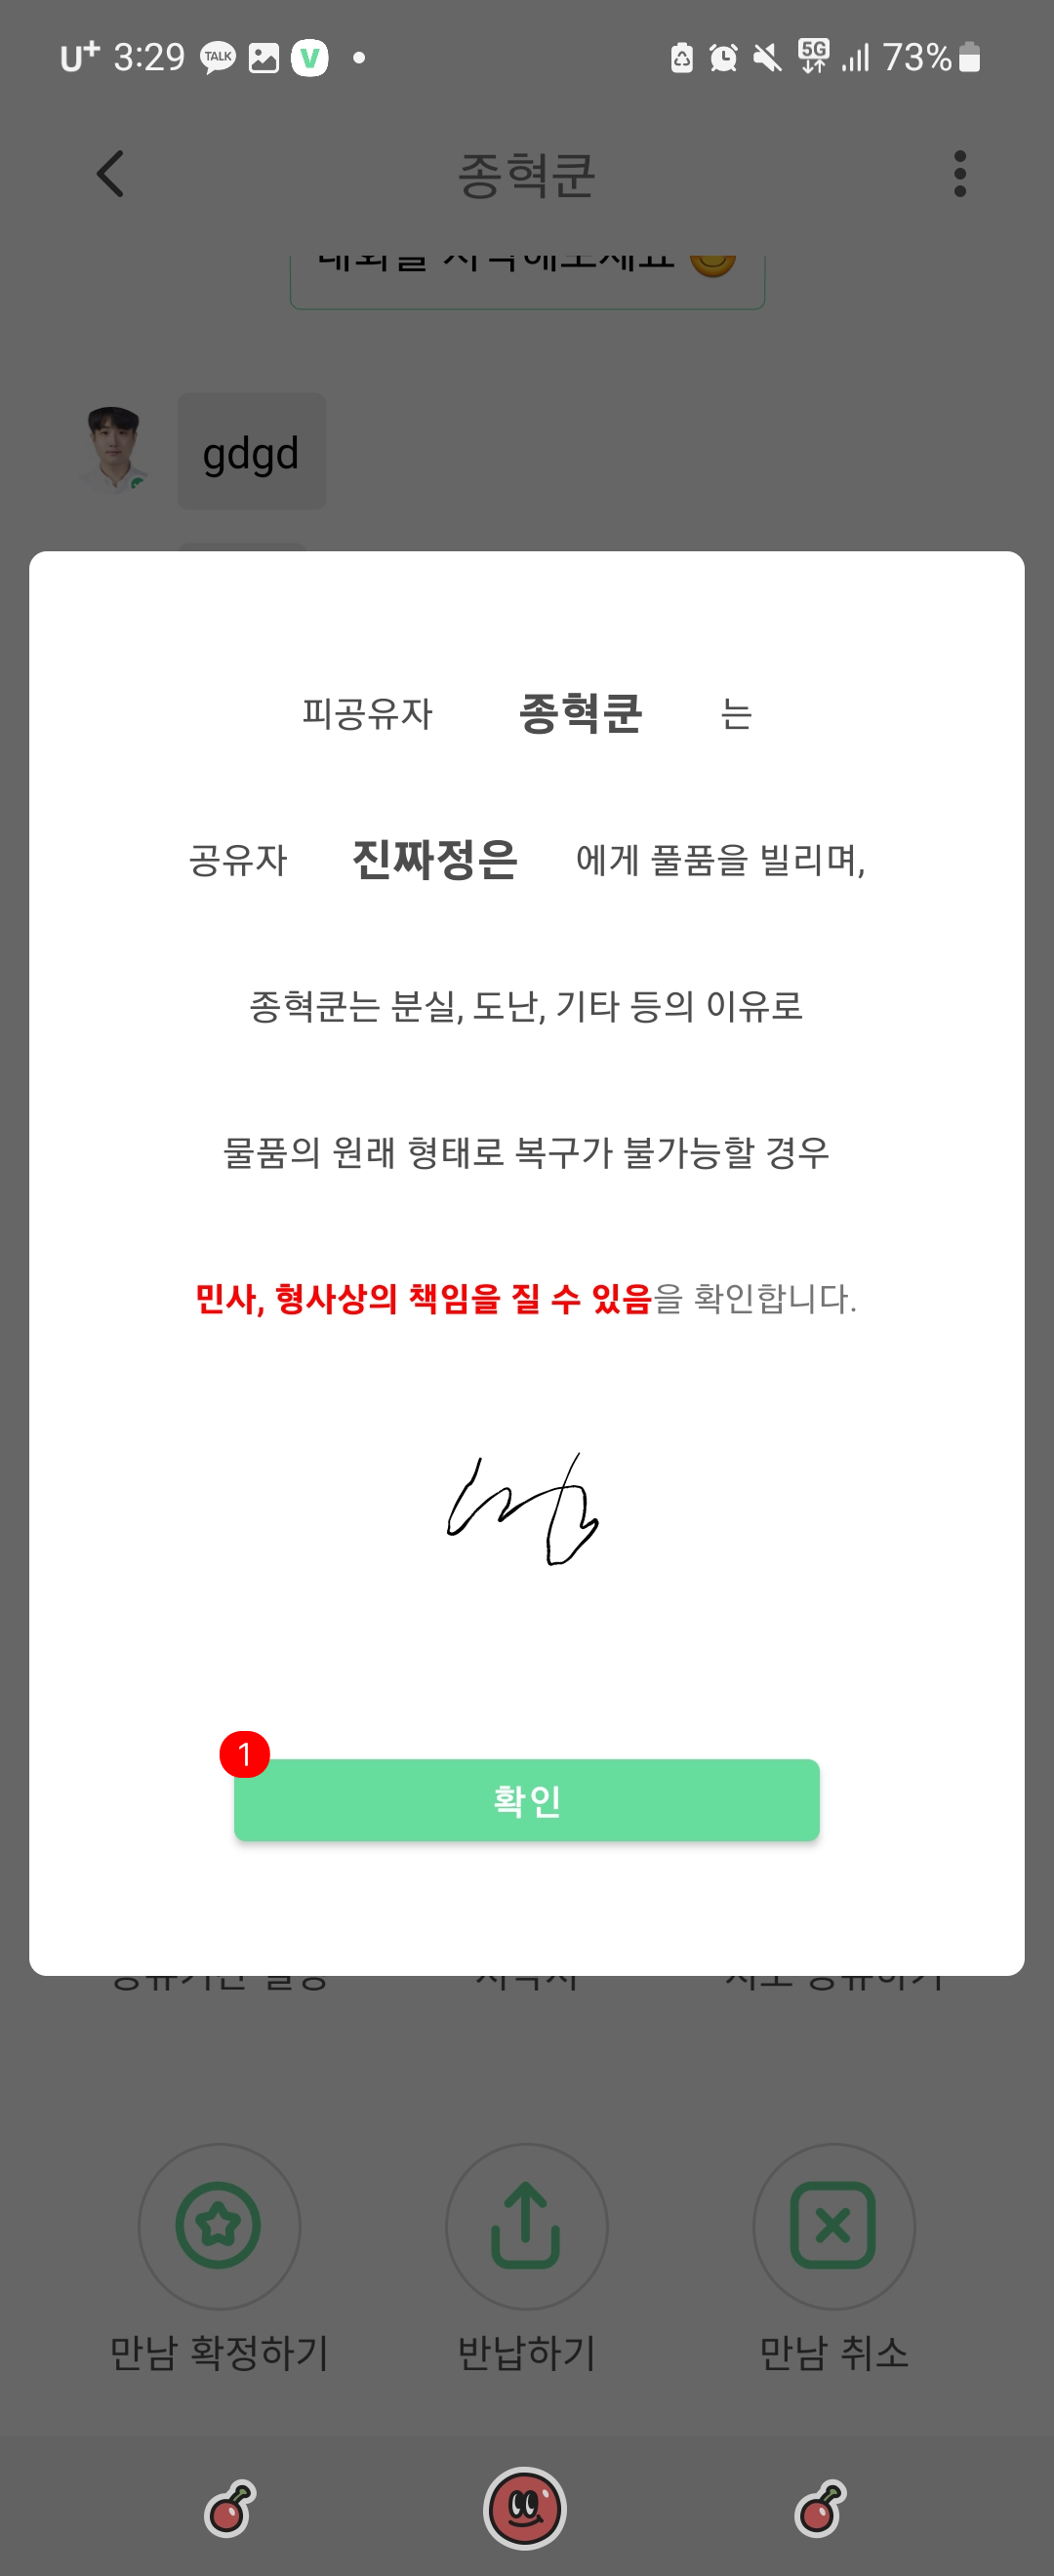 U+ 3:29 TALK V 5G 73%
종혁쿤
gdgd
피공유자 종혁쿤 는
공유자 진짜정은 에게 풀품을 빌리며,
종혁쿤는 분실, 도난, 기타 등의 이유로
물품의 원래 형태로 복구가 불가능할 경우
민사, 형사상의 책임을 질 수 있음을 확인합니다.
1
확인
만남 확정하기 반납하기 만남 취소